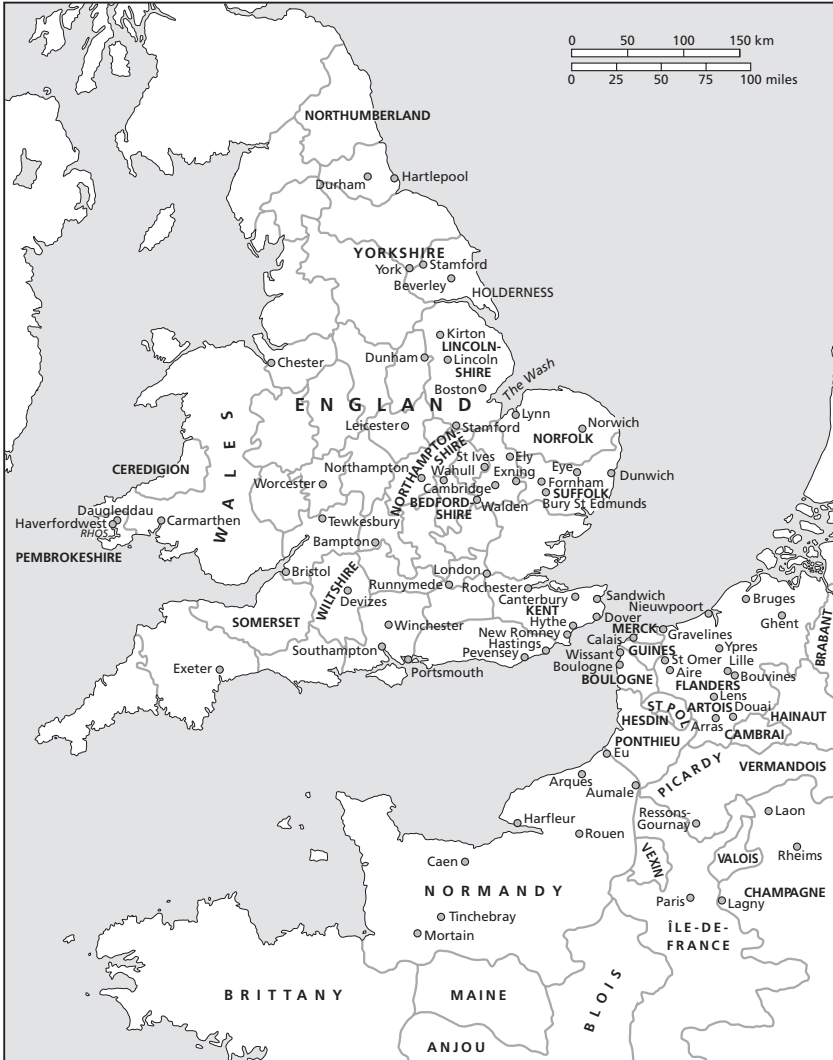 0 50 100 150 km
0 25 50 75 100 miles
NORTHUMBERLAND
Durham
Hartlepool
YORKSHIRE
York
Stamford
Beverley
HOLDERNESS
Kirton
LINCOLN-
SHIRE
Lincoln
Chester
Dunham
Boston
The Wash
ENGLAND
Lynn
Leicester
Stamford
Norwich
NORFOLK
WALES
CEREDIGION
NORTHAMPTON-
SHIRE
St Ives
Ely
Northampton
Wahull
Exning
Eye
Dunwich
Worcester
Cambridge
Fornham
SUFFOLK
BEDFORD-
SHIRE
Walden
Bury St Edmunds
Daugleddau
Haverfordwest
RHOS
Carmarthen
PEMBROKESHIRE
Tewkesbury
Bampton
Bristol
London
Runnymede
Rochester
WILTSHIRE
Devizes
Canterbury
Sandwich
KENT
Nieuwpoort
Bruges
Ghent
BRABANT
SOMERSET
Winchester
Hythe
Dover
New Romney
MERCK
Gravelines
Hastings
Calais
GUINES
Ypres
Southampton
Pevensey
Wissant
St Omer
Lille
Exeter
Portsmouth
Boulogne
BOULOGNE
Aire
Bouvines
FLANDERS
Lens
ST POL
ARTOIS
Douai
HESDIN
Arras
HAINAUT
CAMBRAI
PONTHIEU
Eu
PICARDY
VERMANDOIS
Arques
Aumale
Harfleur
Rouen
Ressons-
Gournay
Laon
VEXIN
VALOIS
Rheims
Caen
NORMANDY
CHAMPAGNE
Paris
Lagny
Tinchebray
Mortain
ÎLE-DE-
FRANCE
BRITTANY
MAINE
BLOIS
ANJOU